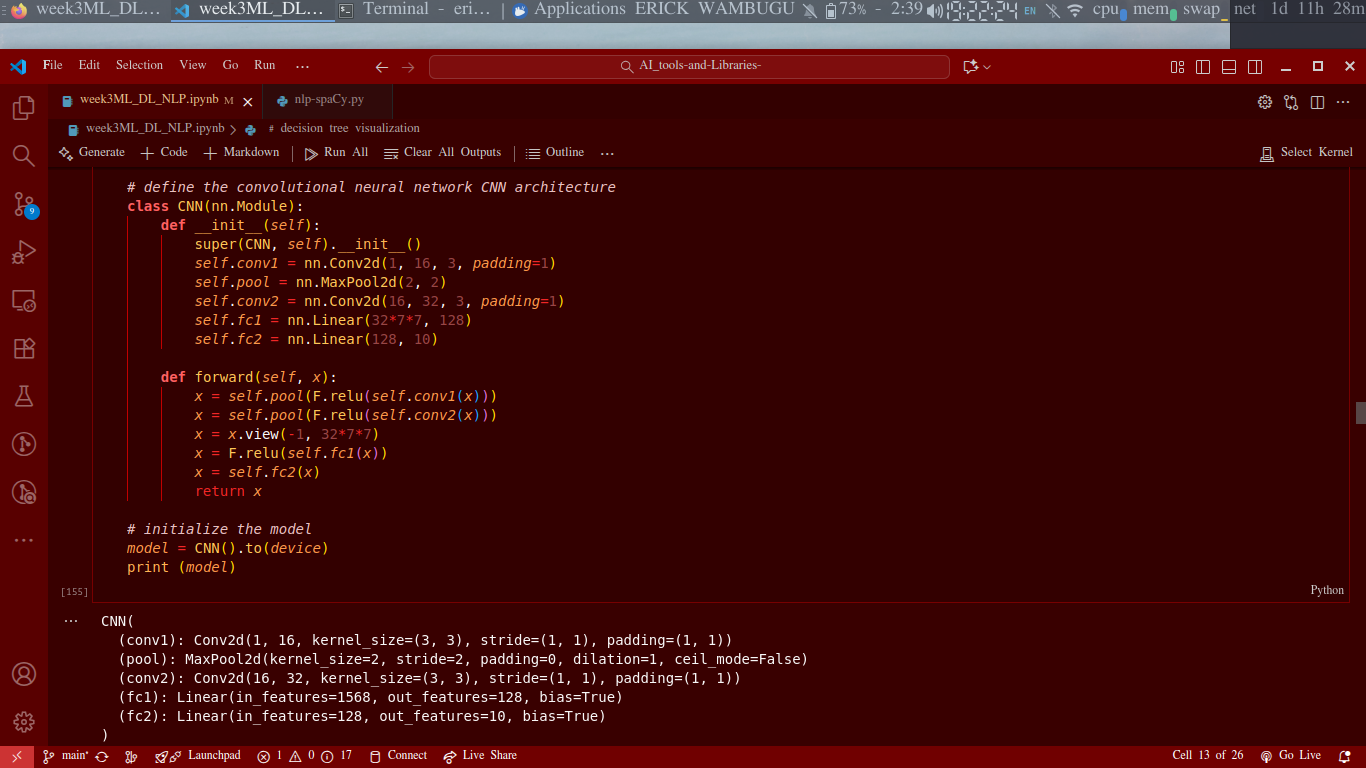 week3ML_DL... week3ML_DL... Terminal - eri... Applications ERICK WAMBUGU 73% - 2:39 19:22:24 EN cpu mem swap net 1d 11h 28m
File Edit Selection View Go Run ... AI_tools-and-Libraries-
week3ML_DL_NLP.ipynb M nlp-spaCy.py
week3ML_DL_NLP.ipynb > # decision tree visualization
Generate + Code + Markdown | Run All Clear All Outputs | Outline ... Select Kernel
# define the convolutional neural network CNN architecture
class CNN(nn.Module):
    def __init__(self):
        super(CNN, self).__init__()
        self.conv1 = nn.Conv2d(1, 16, 3, padding=1)
        self.pool = nn.MaxPool2d(2, 2)
        self.conv2 = nn.Conv2d(16, 32, 3, padding=1)
        self.fc1 = nn.Linear(32*7*7, 128)
        self.fc2 = nn.Linear(128, 10)
    def forward(self, x):
        x = self.pool(F.relu(self.conv1(x)))
        x = self.pool(F.relu(self.conv2(x)))
        x = x.view(-1, 32*7*7)
        x = F.relu(self.fc1(x))
        x = self.fc2(x)
        return x
# initialize the model
model = CNN().to(device)
print (model)
[155] Python
... CNN(
  (conv1): Conv2d(1, 16, kernel_size=(3, 3), stride=(1, 1), padding=(1, 1))
  (pool): MaxPool2d(kernel_size=2, stride=2, padding=0, dilation=1, ceil_mode=False)
  (conv2): Conv2d(16, 32, kernel_size=(3, 3), stride=(1, 1), padding=(1, 1))
  (fc1): Linear(in_features=1568, out_features=128, bias=True)
  (fc2): Linear(in_features=128, out_features=10, bias=True)
)
9
main* Launchpad 1 0 17 Connect Live Share Cell 13 of 26 Go Live